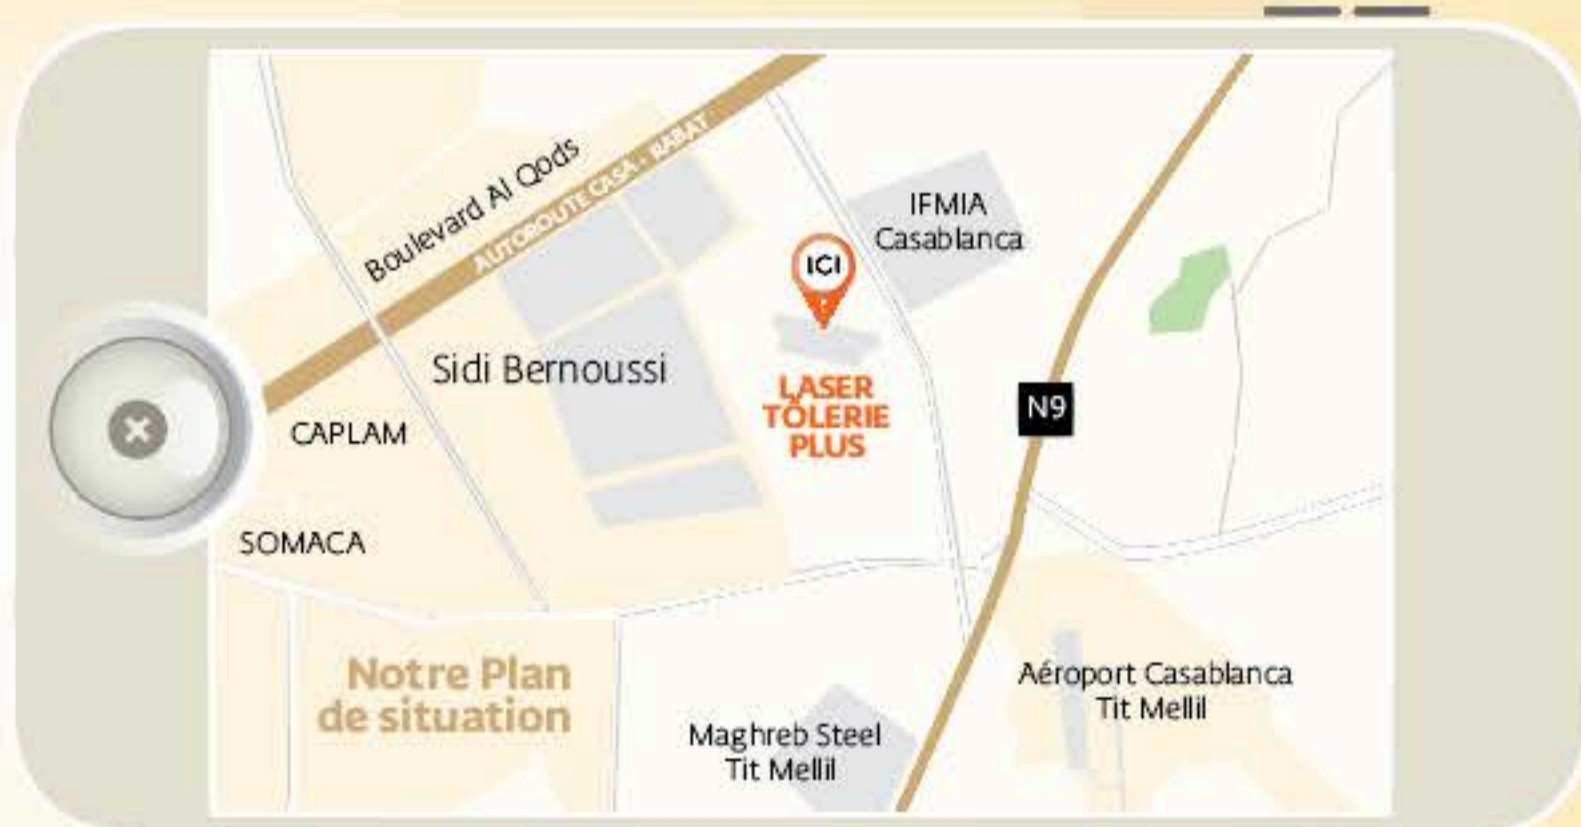 Boulevard Al Qods
AUTOROUTE CASA - RABAT
IFMIA
Casablanca
ICI
Sidi Bernoussi
LASER
TÔLERIE
PLUS
N9
CAPLAM
SOMACA
Notre Plan
de situation
Aéroport Casablanca
Tit Mellil
Maghreb Steel
Tit Mellil